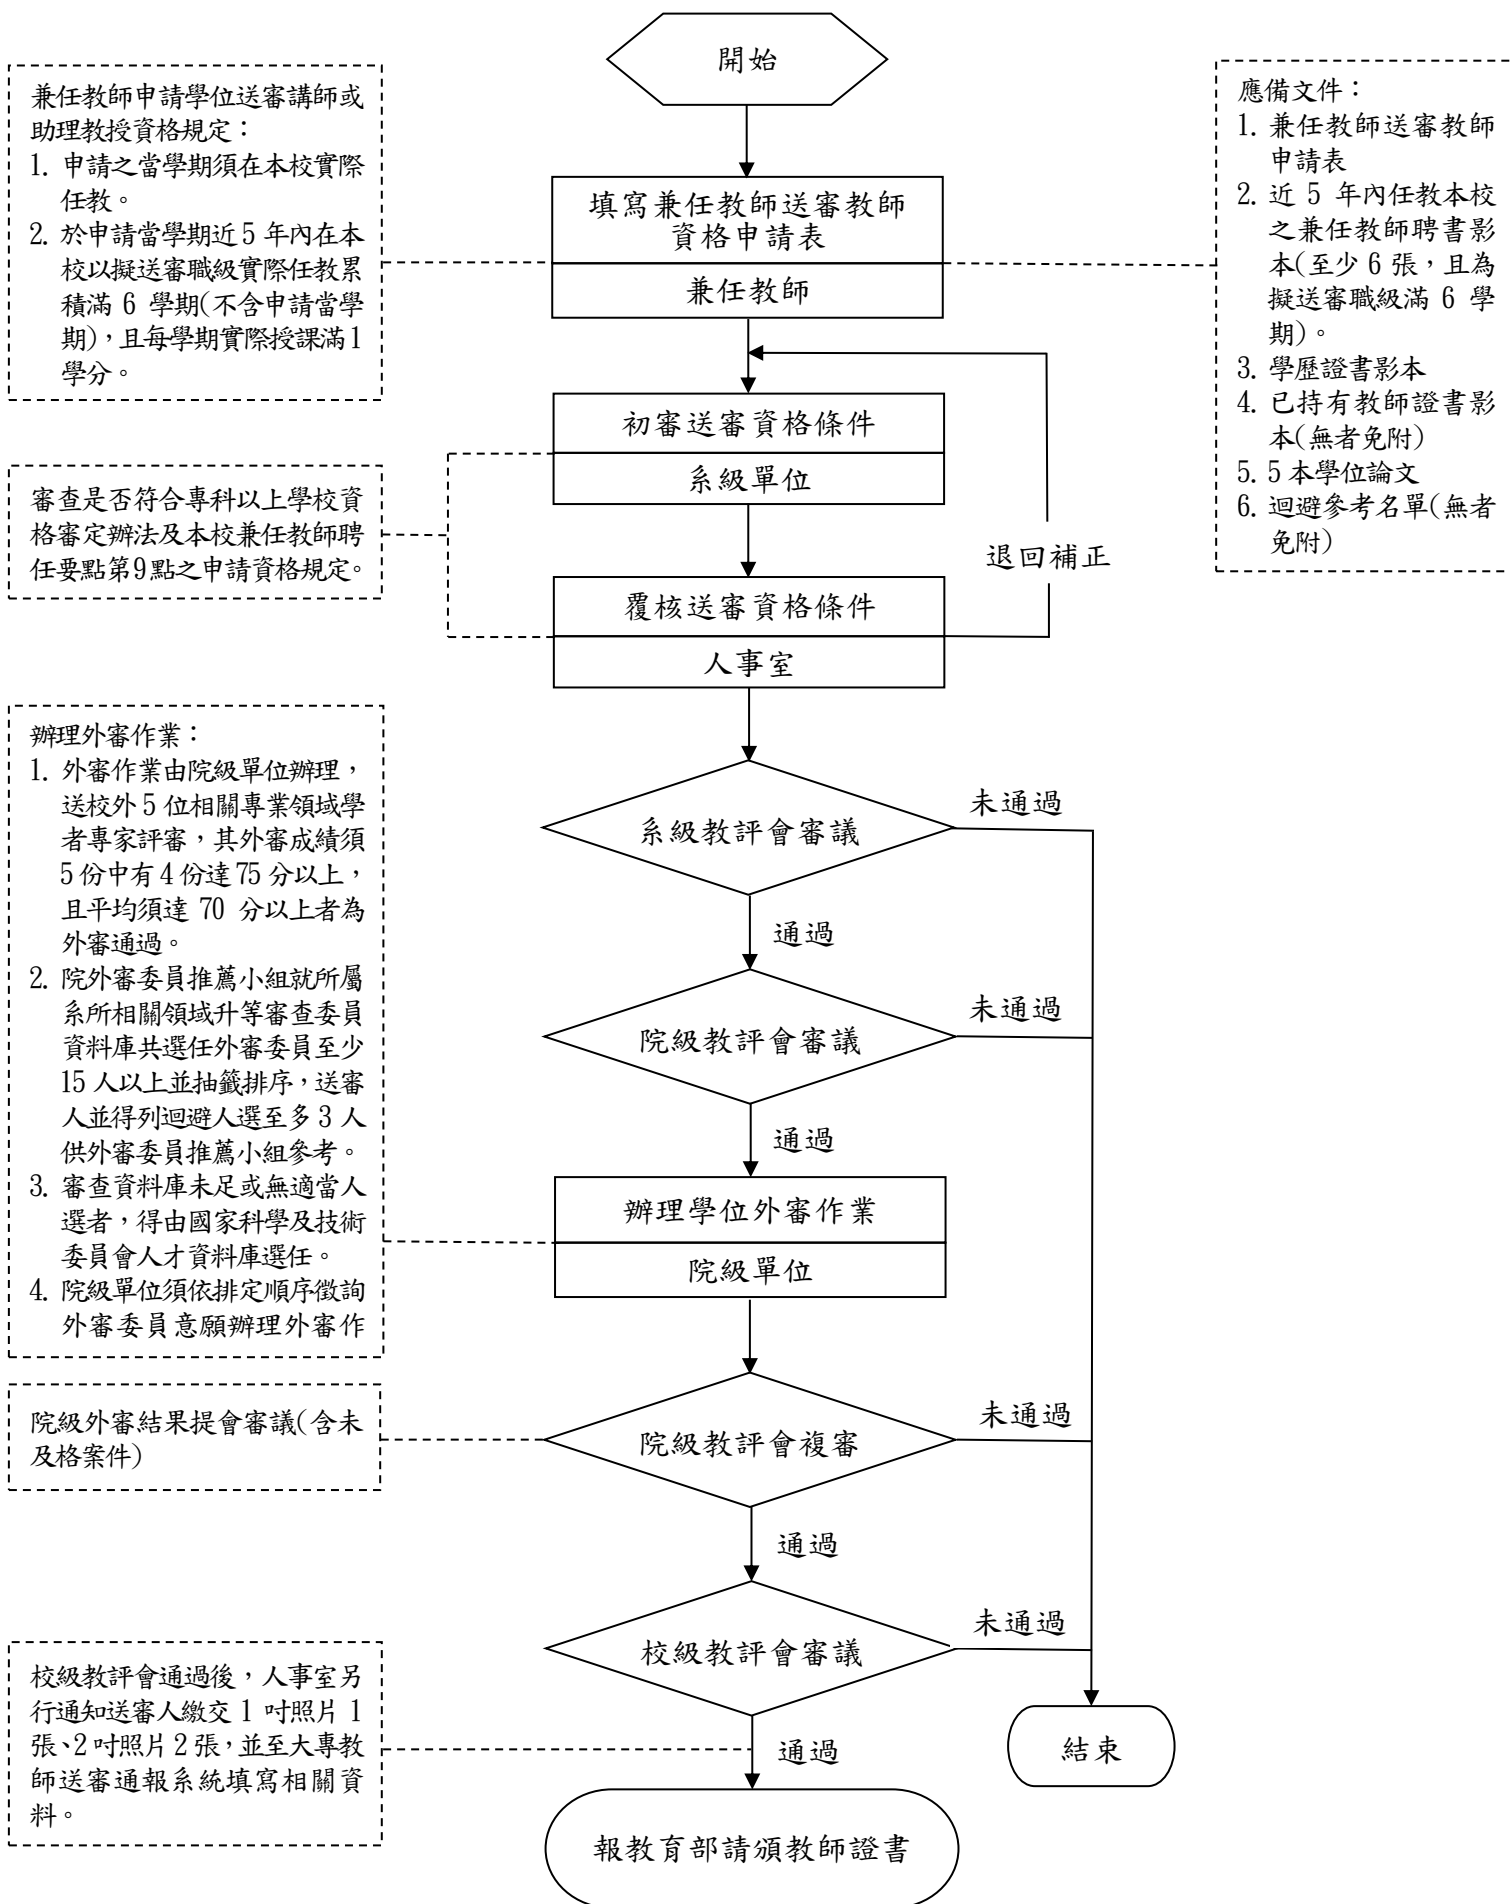 開始
兼任教師申請學位送審講師或
助理教授資格規定：
1. 申請之當學期須在本校實際
任教。
2. 於申請當學期近5年內在本
校以擬送審職級實際任教累
積滿 6 學期(不含申請當學
期)，且每學期實際授課滿1
學分。
應備文件：
1. 兼任教師送審教師
申請表
2. 近 5 年內任教本校
之兼任教師聘書影
本(至少 6 張，且為
擬送審職級滿 6 學
期)。
3. 學歷證書影本
4. 已持有教師證書影
本(無者免附)
5. 5 本學位論文
6. 迴避參考名單(無者
免附)
填寫兼任教師送審教師
資格申請表
兼任教師
初審送審資格條件
系級單位
審查是否符合專科以上學校資
格審定辦法及本校兼任教師聘
任要點第9點之申請資格規定。
退回補正
覆核送審資格條件
人事室
辦理外審作業：
1. 外審作業由院級單位辦理，
送校外5位相關專業領域學
者專家評審，其外審成績須
5份中有4份達75分以上，
且平均須達 70 分以上者為
外審通過。
2. 院外審委員推薦小組就所屬
系所相關領域升等審查委員
資料庫共選任外審委員至少
15人以上並抽籤排序，送審
人並得列迴避人選至多3人
供外審委員推薦小組參考。
3. 審查資料庫未足或無適當人
選者，得由國家科學及技術
委員會人才資料庫選任。
4. 院級單位須依排定順序徵詢
外審委員意願辦理外審作
系級教評會審議
未通過
通過
院級教評會審議
未通過
通過
辦理學位外審作業
院級單位
院級外審結果提會審議(含未
及格案件)
院級教評會複審
未通過
通過
校級教評會審議
未通過
校級教評會通過後，人事室另
行通知送審人繳交 1 吋照片 1
張、2吋照片2張，並至大專教
師送審通報系統填寫相關資
料。
通過
結束
報教育部請頒教師證書